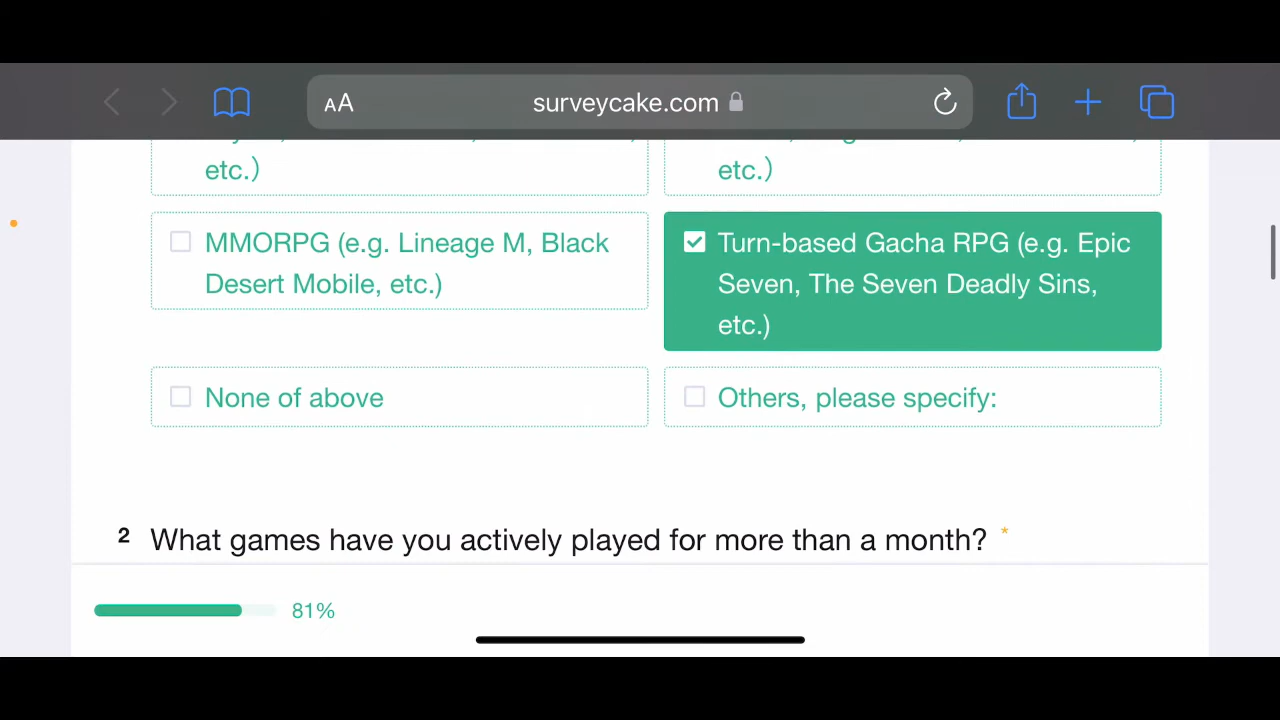 AA surveycake.com
etc.)
etc.)
MMORPG (e.g. Lineage M, Black
Desert Mobile, etc.)
Turn-based Gacha RPG (e.g. Epic
Seven, The Seven Deadly Sins,
etc.)
None of above
Others, please specify:
2 What games have you actively played for more than a month? *
81%